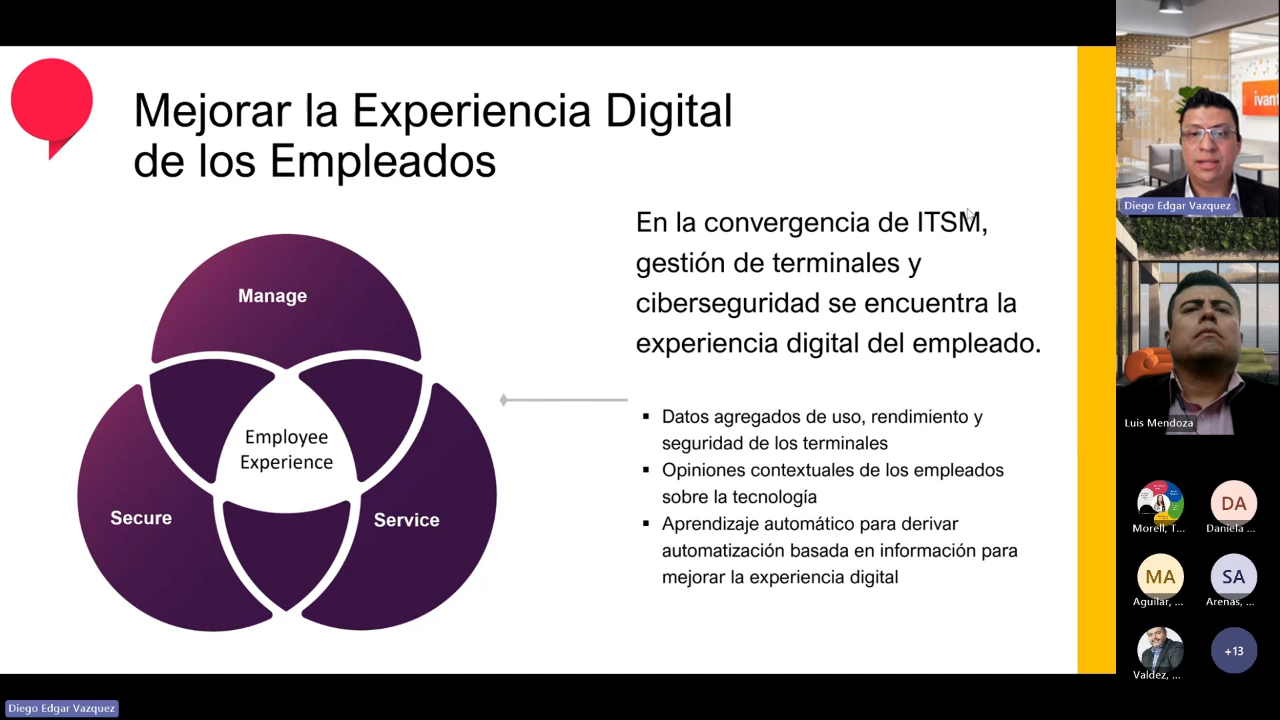 Mejorar la Experiencia Digital
de los Empleados
Manage
Employee
Experience
Secure
Service
En la convergencia de ITSM,
gestión de terminales y
ciberseguridad se encuentra la
experiencia digital del empleado.
▪ Datos agregados de uso, rendimiento y
seguridad de los terminales
▪ Opiniones contextuales de los empleados
sobre la tecnología
▪ Aprendizaje automático para derivar
automatización basada en información para
mejorar la experiencia digital
ivant
Diego Edgar Vazquez
Luis Mendoza
Morell, T...
DA
Daniela ...
MA
Aguilar, ...
SA
Arenas, ...
Valdez, ...
+13
Diego Edgar Vazquez